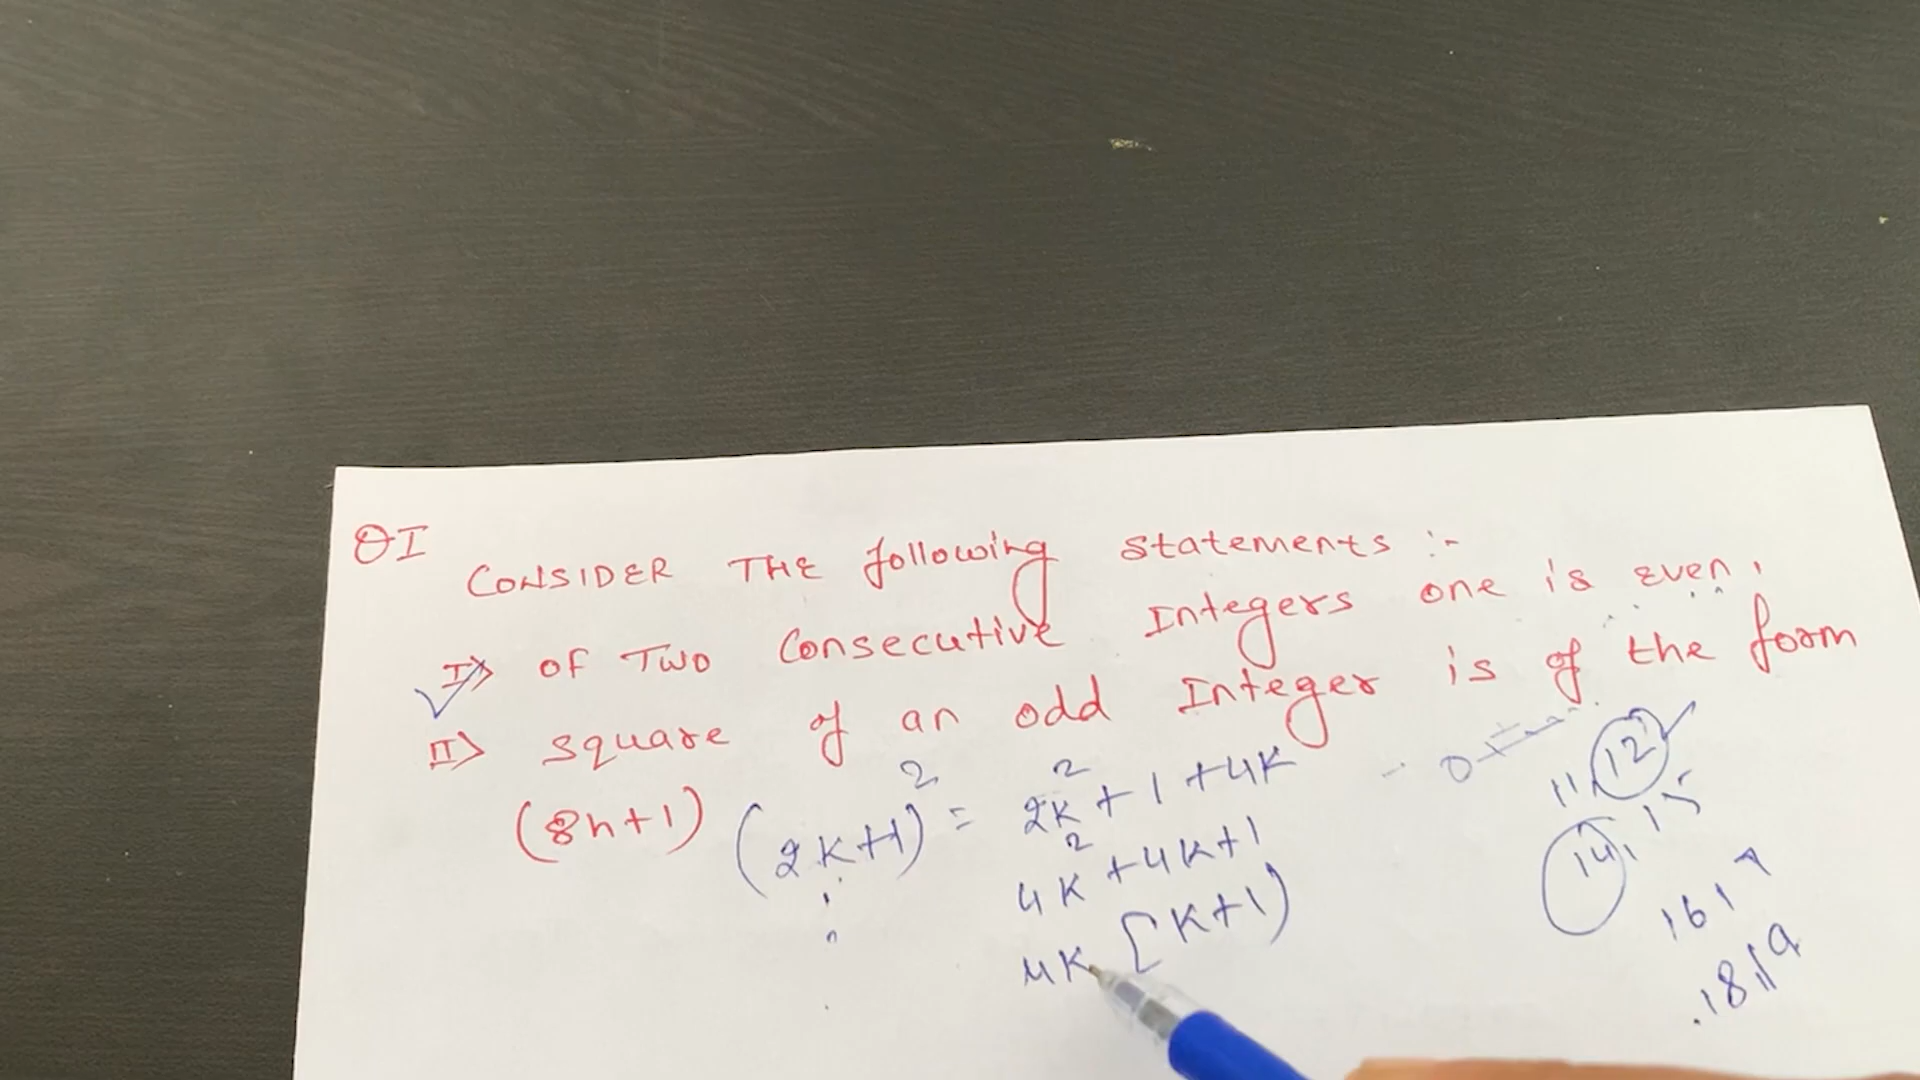 QI
CONSIDER THE following statements :-
I> of Two Consecutive Integers one is even.
II> square of an odd Integer is of the form
(8n+1) (2k+1)² = 2k² + 1 + 4k
4k² + 4k + 1
4k [k+1)
11, 12
14, 15
16 17
18 19